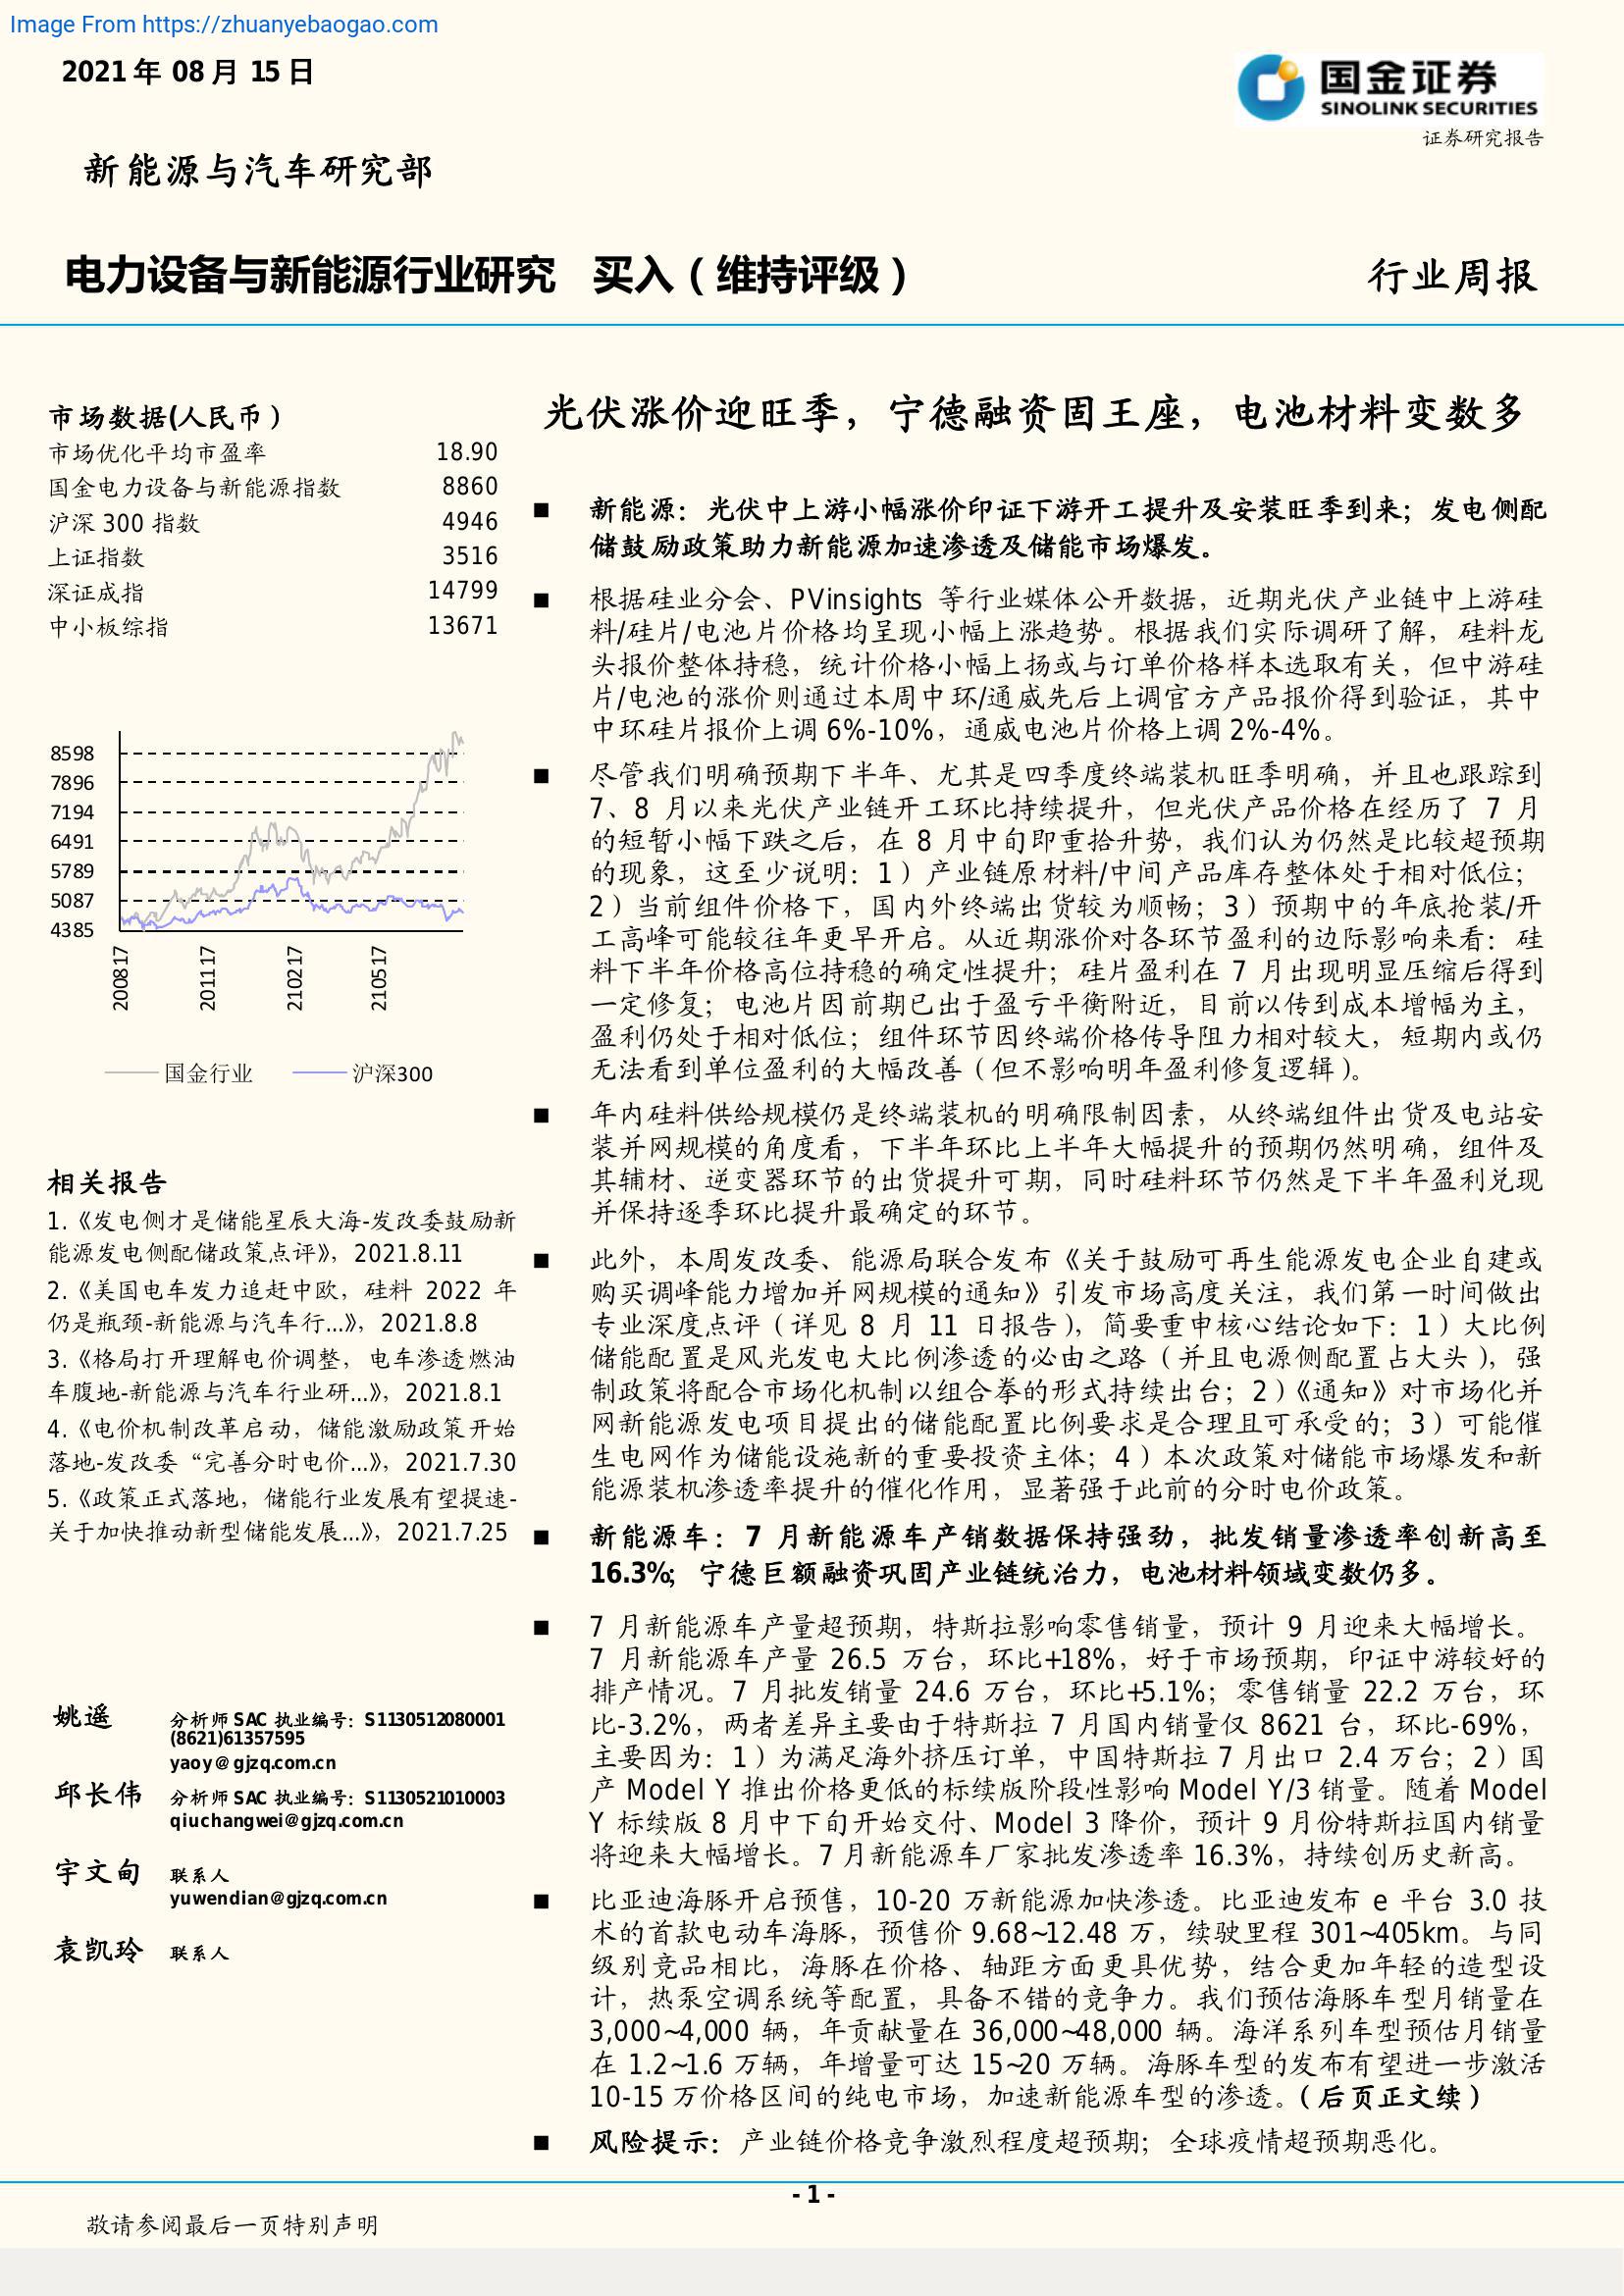 Image From https://zhuanyebaogao.com
2021 年 08 月 15 日
国金证券
SINOLINK SECURITIES
证券研究报告
新能源与汽车研究部
电力设备与新能源行业研究 买入（维持评级）
行业周报
市场数据(人民币）
市场优化平均市盈率 18.90
国金电力设备与新能源指数 8860
沪深 300 指数 4946
上证指数 3516
深证成指 14799
中小板综指 13671
8598
7896
7194
6491
5789
5087
4385
200817
201117
210217
210517
国金行业 沪深300
相关报告
1.《发电侧才是储能星辰大海-发改委鼓励新
能源发电侧配储政策点评》，2021.8.11
2.《美国电车发力追赶中欧，硅料 2022 年
仍是瓶颈-新能源与汽车行...》，2021.8.8
3.《格局打开理解电价调整，电车渗透燃油
车腹地-新能源与汽车行业研...》，2021.8.1
4.《电价机制改革启动，储能激励政策开始
落地-发改委“完善分时电价...》，2021.7.30
5.《政策正式落地，储能行业发展有望提速-
关于加快推动新型储能发展...》，2021.7.25
姚遥 分析师 SAC 执业编号：S1130512080001
(8621)61357595
yaoy＠gjzq.com.cn
邱长伟 分析师 SAC 执业编号：S1130521010003
qiuchangwei@gjzq.com.cn
宇文甸 联系人
yuwendian@gjzq.com.cn
袁凯玲 联系人
光伏涨价迎旺季，宁德融资固王座，电池材料变数多
■ 新能源：光伏中上游小幅涨价印证下游开工提升及安装旺季到来；发电侧配
储鼓励政策助力新能源加速渗透及储能市场爆发。
■ 根据硅业分会、PVinsights 等行业媒体公开数据，近期光伏产业链中上游硅
料/硅片/电池片价格均呈现小幅上涨趋势。根据我们实际调研了解，硅料龙
头报价整体持稳，统计价格小幅上扬或与订单价格样本选取有关，但中游硅
片/电池的涨价则通过本周中环/通威先后上调官方产品报价得到验证，其中
中环硅片报价上调 6%-10%，通威电池片价格上调 2%-4%。
■ 尽管我们明确预期下半年、尤其是四季度终端装机旺季明确，并且也跟踪到
7、8 月以来光伏产业链开工环比持续提升，但光伏产品价格在经历了 7 月
的短暂小幅下跌之后，在 8 月中旬即重拾升势，我们认为仍然是比较超预期
的现象，这至少说明：1）产业链原材料/中间产品库存整体处于相对低位；
2）当前组件价格下，国内外终端出货较为顺畅；3）预期中的年底抢装/开
工高峰可能较往年更早开启。从近期涨价对各环节盈利的边际影响来看：硅
料下半年价格高位持稳的确定性提升；硅片盈利在 7 月出现明显压缩后得到
一定修复；电池片因前期已出于盈亏平衡附近，目前以传到成本增幅为主，
盈利仍处于相对低位；组件环节因终端价格传导阻力相对较大，短期内或仍
无法看到单位盈利的大幅改善（但不影响明年盈利修复逻辑）。
■ 年内硅料供给规模仍是终端装机的明确限制因素，从终端组件出货及电站安
装并网规模的角度看，下半年环比上半年大幅提升的预期仍然明确，组件及
其辅材、逆变器环节的出货提升可期，同时硅料环节仍然是下半年盈利兑现
并保持逐季环比提升最确定的环节。
■ 此外，本周发改委、能源局联合发布《关于鼓励可再生能源发电企业自建或
购买调峰能力增加并网规模的通知》引发市场高度关注，我们第一时间做出
专业深度点评（详见 8 月 11 日报告），简要重申核心结论如下：1）大比例
储能配置是风光发电大比例渗透的必由之路（并且电源侧配置占大头），强
制政策将配合市场化机制以组合拳的形式持续出台；2）《通知》对市场化并
网新能源发电项目提出的储能配置比例要求是合理且可承受的；3）可能催
生电网作为储能设施新的重要投资主体；4）本次政策对储能市场爆发和新
能源装机渗透率提升的催化作用，显著强于此前的分时电价政策。
■ 新能源车：7 月新能源车产销数据保持强劲，批发销量渗透率创新高至
16.3%；宁德巨额融资巩固产业链统治力，电池材料领域变数仍多。
■ 7 月新能源车产量超预期，特斯拉影响零售销量，预计 9 月迎来大幅增长。
7 月新能源车产量 26.5 万台，环比+18%，好于市场预期，印证中游较好的
排产情况。7 月批发销量 24.6 万台，环比+5.1%；零售销量 22.2 万台，环
比-3.2%，两者差异主要由于特斯拉 7 月国内销量仅 8621 台，环比-69%，
主要因为：1）为满足海外挤压订单，中国特斯拉 7 月出口 2.4 万台；2）国
产 Model Y 推出价格更低的标续版阶段性影响 Model Y/3 销量。随着 Model
Y 标续版 8 月中下旬开始交付、Model 3 降价，预计 9 月份特斯拉国内销量
将迎来大幅增长。7 月新能源车厂家批发渗透率 16.3%，持续创历史新高。
■ 比亚迪海豚开启预售，10-20 万新能源加快渗透。比亚迪发布 e 平台 3.0 技
术的首款电动车海豚，预售价 9.68~12.48 万，续驶里程 301~405km。与同
级别竞品相比，海豚在价格、轴距方面更具优势，结合更加年轻的造型设
计，热泵空调系统等配置，具备不错的竞争力。我们预估海豚车型月销量在
3,000~4,000 辆，年贡献量在 36,000~48,000 辆。海洋系列车型预估月销量
在 1.2~1.6 万辆，年增量可达 15~20 万辆。海豚车型的发布有望进一步激活
10-15 万价格区间的纯电市场，加速新能源车型的渗透。（后页正文续）
■ 风险提示：产业链价格竞争激烈程度超预期；全球疫情超预期恶化。
- 1 -
敬请参阅最后一页特别声明